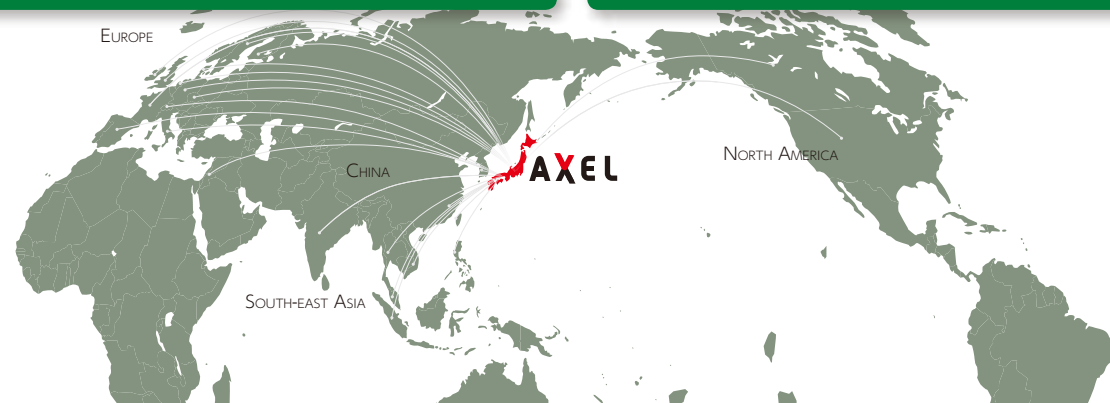 EUROPE
CHINA
AXEL
NORTH AMERICA
SOUTH-EAST ASIA